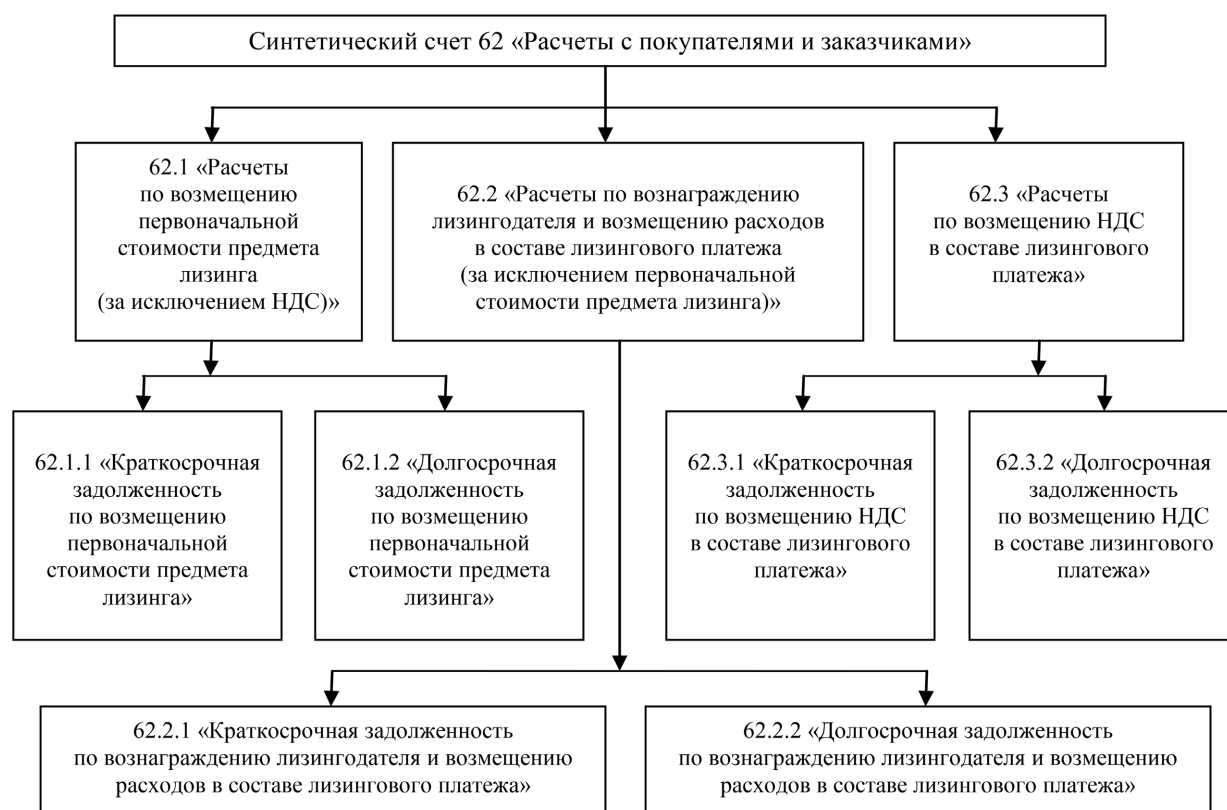 Синтетический счет 62 «Расчеты с покупателями и заказчиками»
62.1 «Расчеты
по возмещению
первоначальной
стоимости предмета
лизинга
(за исключением НДС)»
62.2 «Расчеты по вознаграждению
лизингодателя и возмещению расходов
в составе лизингового платежа
(за исключением первоначальной
стоимости предмета лизинга)»
62.3 «Расчеты
по возмещению НДС
в составе лизингового
платежа»
62.1.1 «Краткосрочная
задолженность
по возмещению
первоначальной
стоимости предмета
лизинга»
62.1.2 «Долгосрочная
задолженность
по возмещению
первоначальной
стоимости предмета
лизинга»
62.3.1 «Краткосрочная
задолженность
по возмещению НДС
в составе лизингового
платежа»
62.3.2 «Долгосрочная
задолженность
по возмещению НДС
в составе лизингового
платежа»
62.2.1 «Краткосрочная задолженность
по вознаграждению лизингодателя и возмещению
расходов в составе лизингового платежа»
62.2.2 «Долгосрочная задолженность
по вознаграждению лизингодателя и возмещению
расходов в составе лизингового платежа»